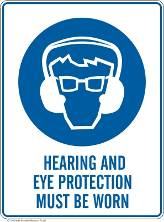 HEARING AND
EYE PROTECTION
MUST BE WORN